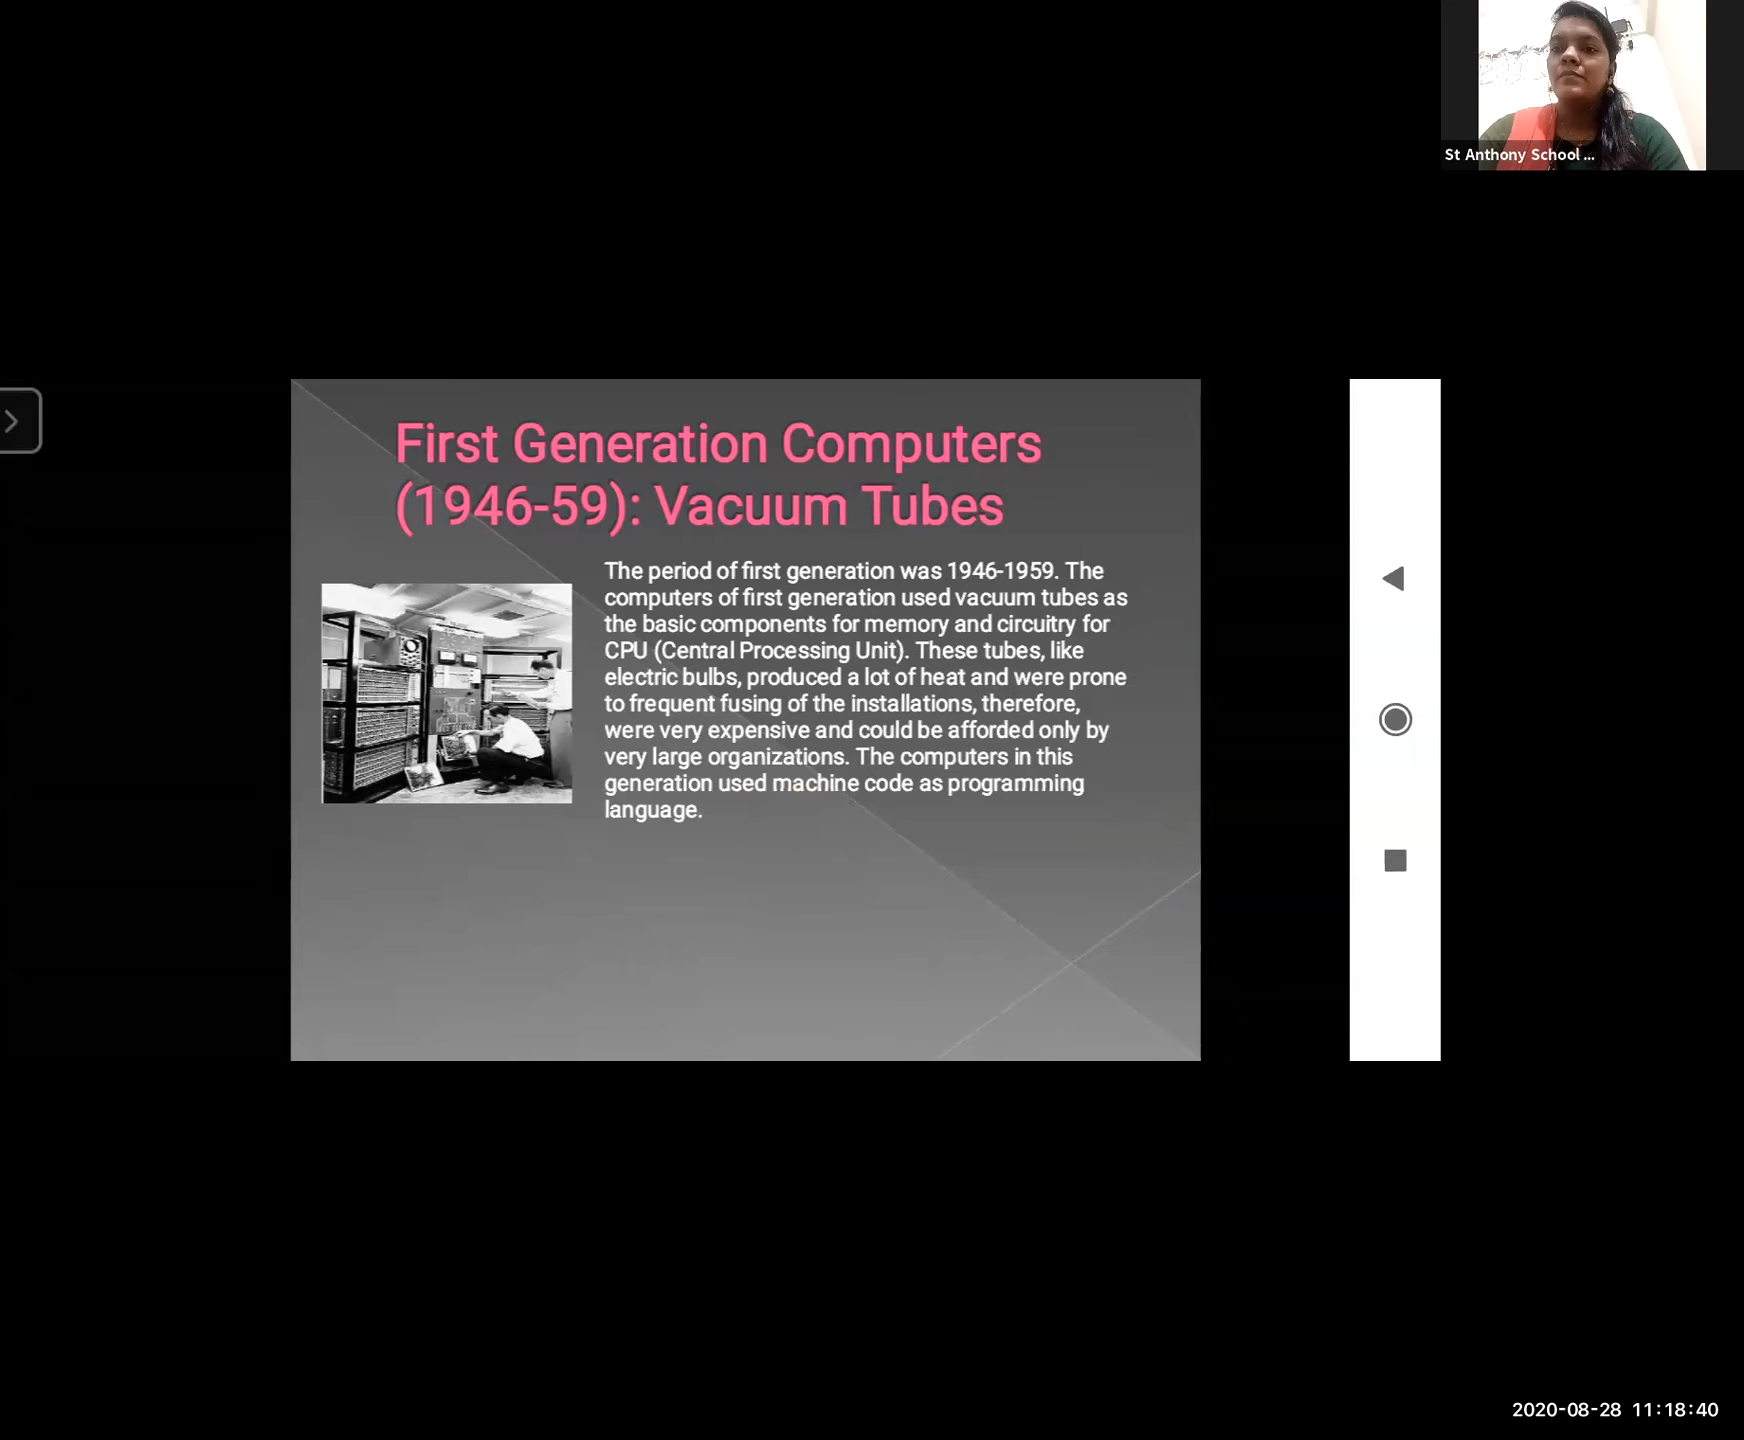 St Anthony School ...
First Generation Computers
(1946-59): Vacuum Tubes
The period of first generation was 1946-1959. The
computers of first generation used vacuum tubes as
the basic components for memory and circuitry for
CPU (Central Processing Unit). These tubes, like
electric bulbs, produced a lot of heat and were prone
to frequent fusing of the installations, therefore,
were very expensive and could be afforded only by
very large organizations. The computers in this
generation used machine code as programming
language.
2020-08-28 11:18:40